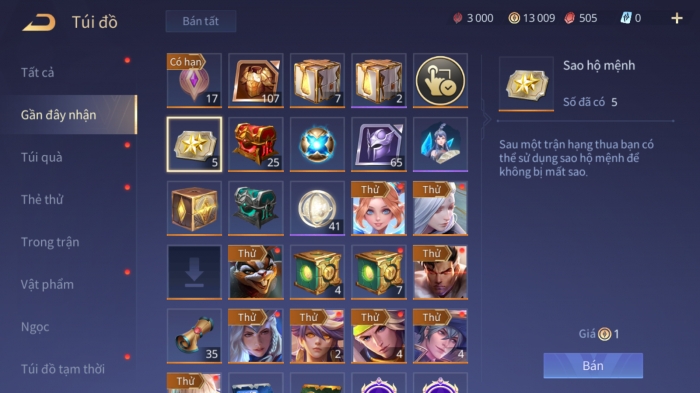 Túi đồ
Bán tất
3 000
13 009
505
0
+
Tất cả
Gần đây nhận
Túi quà
Thẻ thử
Trong trận
Vật phẩm
Ngọc
Túi đồ tạm thời
Có hạn
17
107
7
2
5
25
65
41
Thử
Thử
Thử
4
7
Thử
35
Thử
Thử
2
Thử
4
Thử
4
Thử
Sao hộ mệnh
Số đã có 5
Sau một trận hạng thua bạn có
thể sử dụng sao hộ mệnh để
không bị mất sao.
Giá 1
Bán